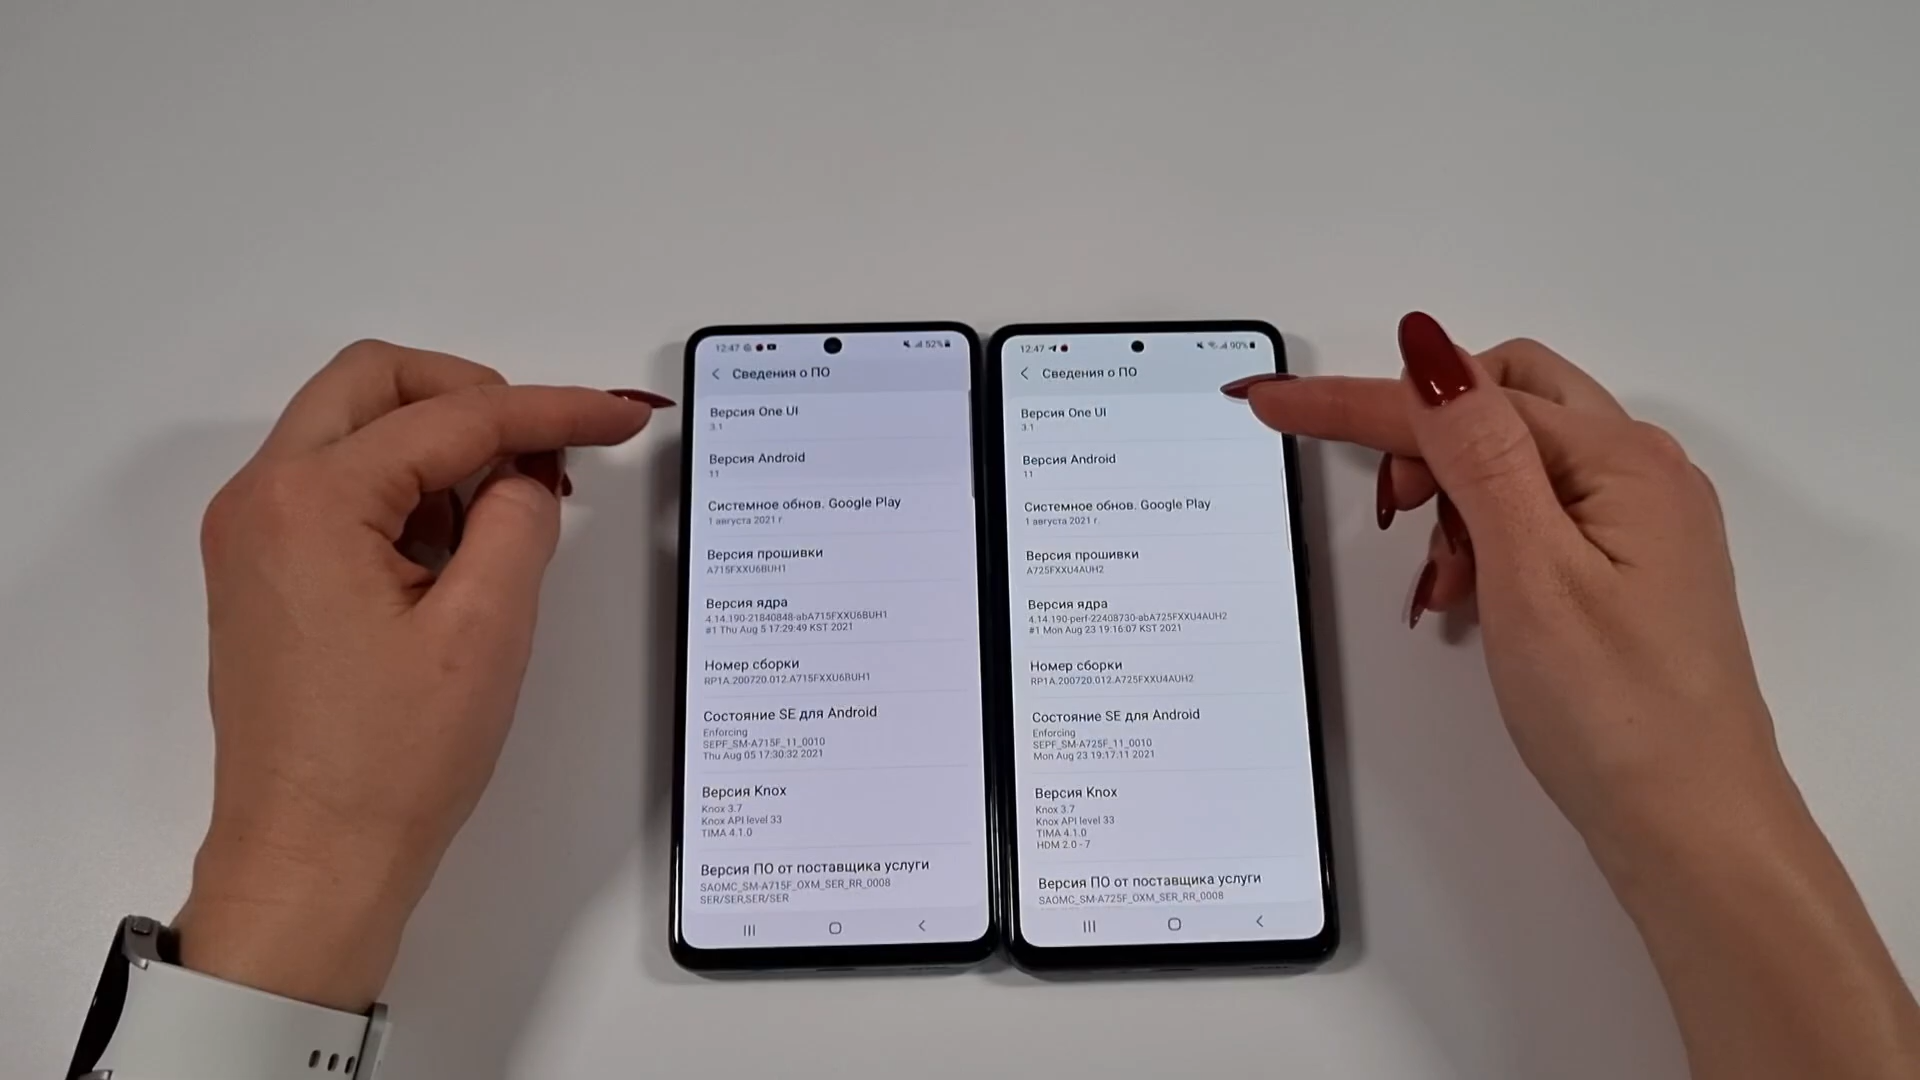 12:47
52%
Сведения о ПО
Версия One UI
3.1
Версия Android
11
Системное обнов. Google Play
1 августа 2021 г.
Версия прошивки
A715FXXU6BUH1
Версия ядра
4.14.190-21840848-abA715FXXU6BUH1
#1 Thu Aug 5 17:29:49 KST 2021
Номер сборки
RP1A.200720.012.A715FXXU6BUH1
Состояние SE для Android
Enforcing
SEPF_SM-A715F_11_0010
Thu Aug 05 17:30:32 2021
Версия Knox
Knox 3.7
Knox API level 33
TIMA 4.1.0
Версия ПО от поставщика услуги
SAOMC_SM-A715F_OXM_SER_RR_0008
SER/SER,SER/SER
12:47
90%
Сведения о ПО
Версия One UI
3.1
Версия Android
11
Системное обнов. Google Play
1 августа 2021 г.
Версия прошивки
A725FXXU4AUH2
Версия ядра
4.14.190-perf-22408730-abA725FXXU4AUH2
#1 Mon Aug 23 19:16:07 KST 2021
Номер сборки
RP1A.200720.012.A725FXXU4AUH2
Состояние SE для Android
Enforcing
SEPF_SM-A725F_11_0010
Mon Aug 23 19:17:11 2021
Версия Knox
Knox 3.7
Knox API level 33
TIMA 4.1.0
HDM 2.0 - 7
Версия ПО от поставщика услуги
SAOMC_SM-A725F_OXM_SER_RR_0008